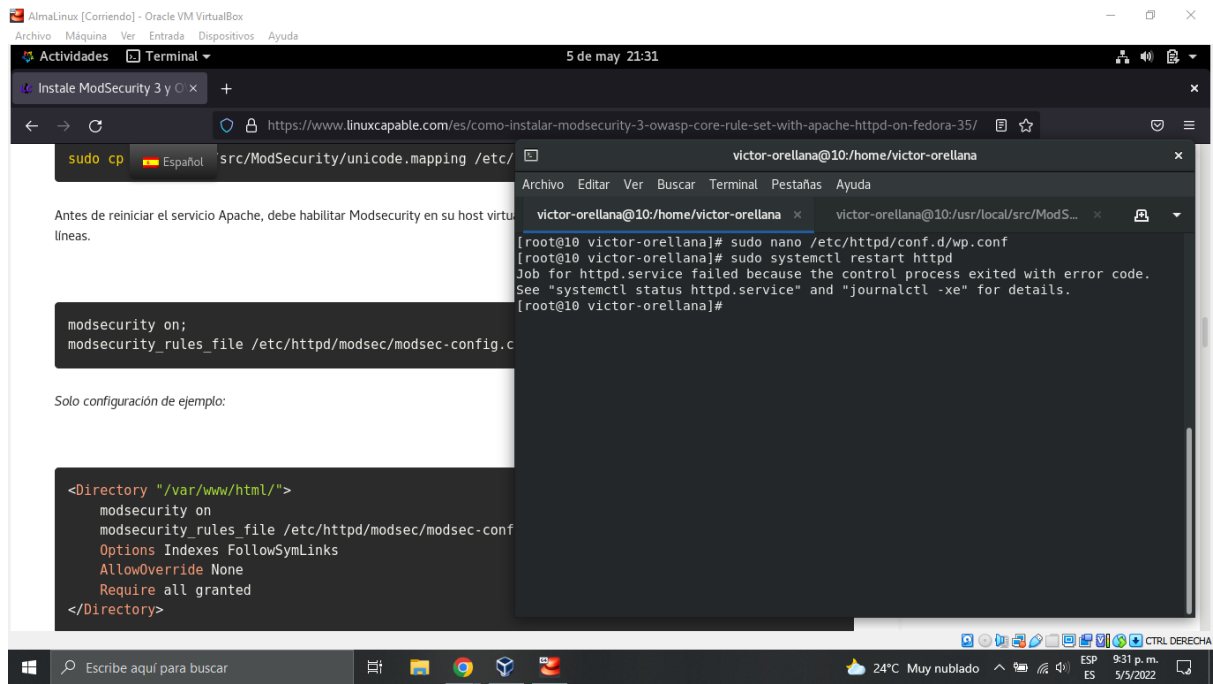 AlmaLinux [Corriendo] - Oracle VM VirtualBox
Archivo Máquina Ver Entrada Dispositivos Ayuda
Actividades Terminal 5 de may 21:31
Instale ModSecurity 3 y O
https://www.linuxcapable.com/es/como-instalar-modsecurity-3-owasp-core-rule-set-with-apache-httpd-on-fedora-35/
sudo cp
Español
src/ModSecurity/unicode.mapping /etc/
Antes de reiniciar el servicio Apache, debe habilitar Modsecurity en su host virtu
líneas.
modsecurity on;
modsecurity_rules_file /etc/httpd/modsec/modsec-config.c
Solo configuración de ejemplo:
<Directory "/var/www/html/">
modsecurity on
modsecurity_rules_file /etc/httpd/modsec/modsec-conf
Options Indexes FollowSymLinks
AllowOverride None
Require all granted
</Directory>
victor-orellana@10:/home/victor-orellana
Archivo Editar Ver Buscar Terminal Pestañas Ayuda
victor-orellana@10:/home/victor-orellana
victor-orellana@10:/usr/local/src/ModS...
[root@10 victor-orellana]# sudo nano /etc/httpd/conf.d/wp.conf
[root@10 victor-orellana]# sudo systemctl restart httpd
Job for httpd.service failed because the control process exited with error code.
See "systemctl status httpd.service" and "journalctl -xe" for details.
[root@10 victor-orellana]#
CTRL DERECHA
Escribe aquí para buscar
24°C Muy nublado
ESP
ES
9:31 p. m.
5/5/2022